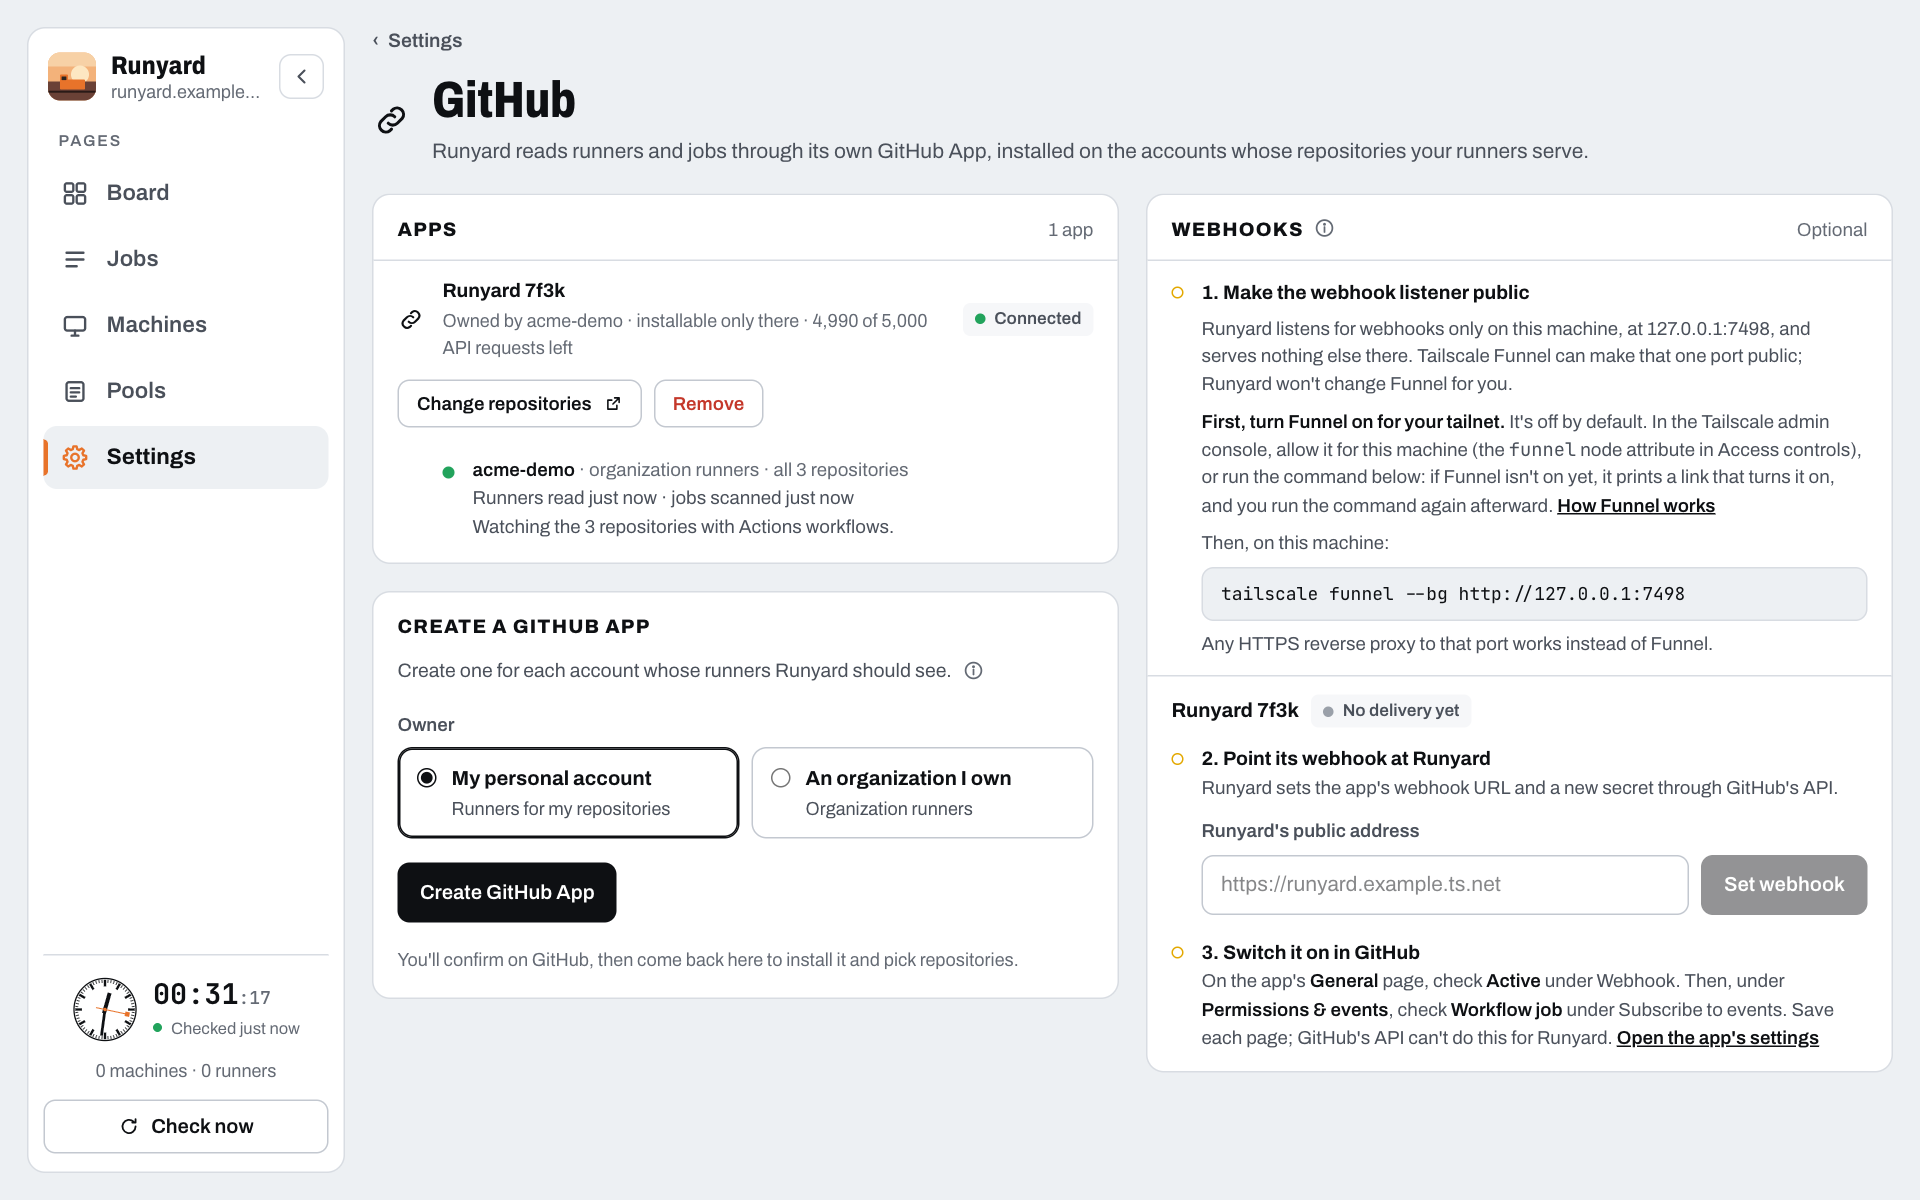 Runyard
runyard.example...
PAGES
Board
Jobs
Machines
Pools
Settings
00:31:17
Checked just now
0 machines · 0 runners
Check now
‹ Settings
GitHub
Runyard reads runners and jobs through its own GitHub App, installed on the accounts whose repositories your runners serve.
APPS
1 app
Runyard 7f3k
Owned by acme-demo · installable only there · 4,990 of 5,000
API requests left
Connected
Change repositories
Remove
acme-demo · organization runners · all 3 repositories
Runners read just now · jobs scanned just now
Watching the 3 repositories with Actions workflows.
CREATE A GITHUB APP
Create one for each account whose runners Runyard should see.
Owner
My personal account
Runners for my repositories
An organization I own
Organization runners
Create GitHub App
You'll confirm on GitHub, then come back here to install it and pick repositories.
WEBHOOKS
Optional
1. Make the webhook listener public
Runyard listens for webhooks only on this machine, at 127.0.0.1:7498, and
serves nothing else there. Tailscale Funnel can make that one port public;
Runyard won't change Funnel for you.
First, turn Funnel on for your tailnet. It's off by default. In the Tailscale admin
console, allow it for this machine (the funnel node attribute in Access controls),
or run the command below: if Funnel isn't on yet, it prints a link that turns it on,
and you run the command again afterward. How Funnel works
Then, on this machine:
tailscale funnel --bg http://127.0.0.1:7498
Any HTTPS reverse proxy to that port works instead of Funnel.
Runyard 7f3k
No delivery yet
2. Point its webhook at Runyard
Runyard sets the app's webhook URL and a new secret through GitHub's API.
Runyard's public address
https://runyard.example.ts.net
Set webhook
3. Switch it on in GitHub
On the app's General page, check Active under Webhook. Then, under
Permissions & events, check Workflow job under Subscribe to events. Save
each page; GitHub's API can't do this for Runyard. Open the app's settings